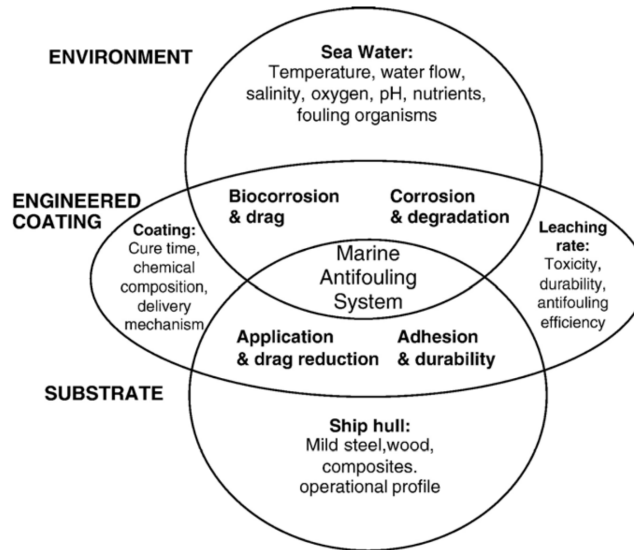 ENVIRONMENT
Sea Water:
Temperature, water flow,
salinity, oxygen, pH, nutrients,
fouling organisms
ENGINEERED
COATING
Biocorrosion
& drag
Corrosion
& degradation
Coating:
Cure time,
chemical
composition,
delivery
mechanism
Leaching
rate:
Toxicity,
durability,
antifouling
efficiency
Marine
Antifouling
System
Application
& drag reduction
Adhesion
& durability
SUBSTRATE
Ship hull:
Mild steel,wood,
composites.
operational profile